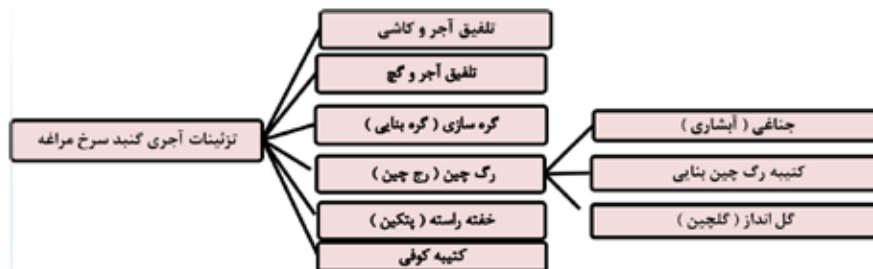 تزئینات آجری گنبد سرخ مراغه
تلفیق آجر و کاشی
تلفیق آجر و گچ
گره سازی ( گره بنایی )
رگ چین ( رج چین )
خفته راسته ( پتکین )
کتیبه کوفی
جناغی ( آبشاری )
کتیبه رگ چین بنایی
گل انداز ( گلچین )